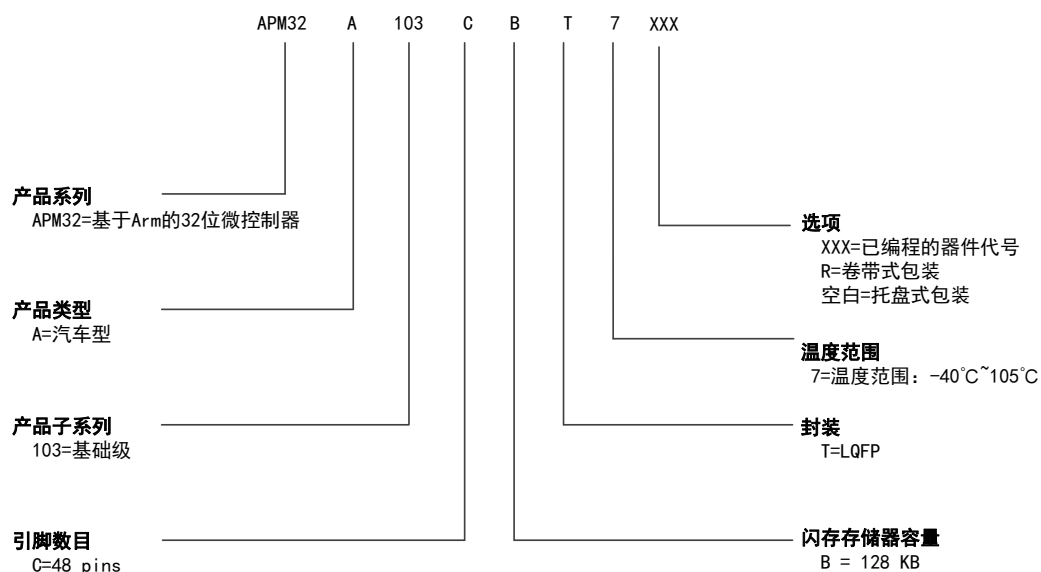 APM32 A 103 C B T 7 XXX
产品系列
APM32=基于Arm的32位微控制器
产品类型
A=汽车型
产品子系列
103=基础级
引脚数目
C=48 pins
选项
XXX=已编程的器件代号
R=卷带式包装
空白=托盘式包装
温度范围
7=温度范围：-40℃~105℃
封装
T=LQFP
闪存存储器容量
B = 128 KB